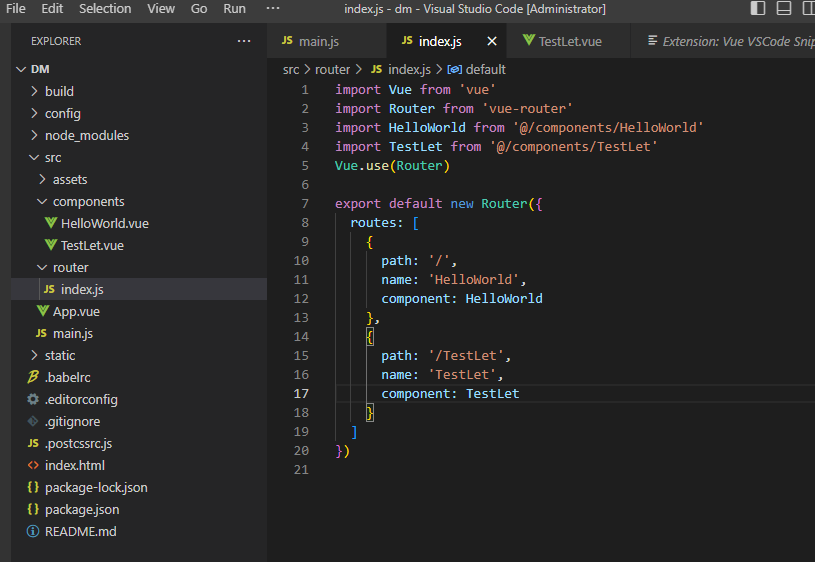 File Edit Selection View Go Run ··· index.js - dm - Visual Studio Code [Administrator]
EXPLORER ···
DM
build
config
node_modules
src
assets
components
HelloWorld.vue
TestLet.vue
router
JS index.js
App.vue
JS main.js
static
.babelrc
.editorconfig
.gitignore
JS .postcssrc.js
index.html
package-lock.json
package.json
README.md
JS main.js JS index.js TestLet.vue Extension: Vue VSCode Snip
src > router > JS index.js > default
1 import Vue from 'vue'
2 import Router from 'vue-router'
3 import HelloWorld from '@/components/HelloWorld'
4 import TestLet from '@/components/TestLet'
5 Vue.use(Router)
6
7 export default new Router({
8 routes: [
9 {
10 path: '/',
11 name: 'HelloWorld',
12 component: HelloWorld
13 },
14 {
15 path: '/TestLet',
16 name: 'TestLet',
17 component: TestLet
18 }
19 ]
20 })
21